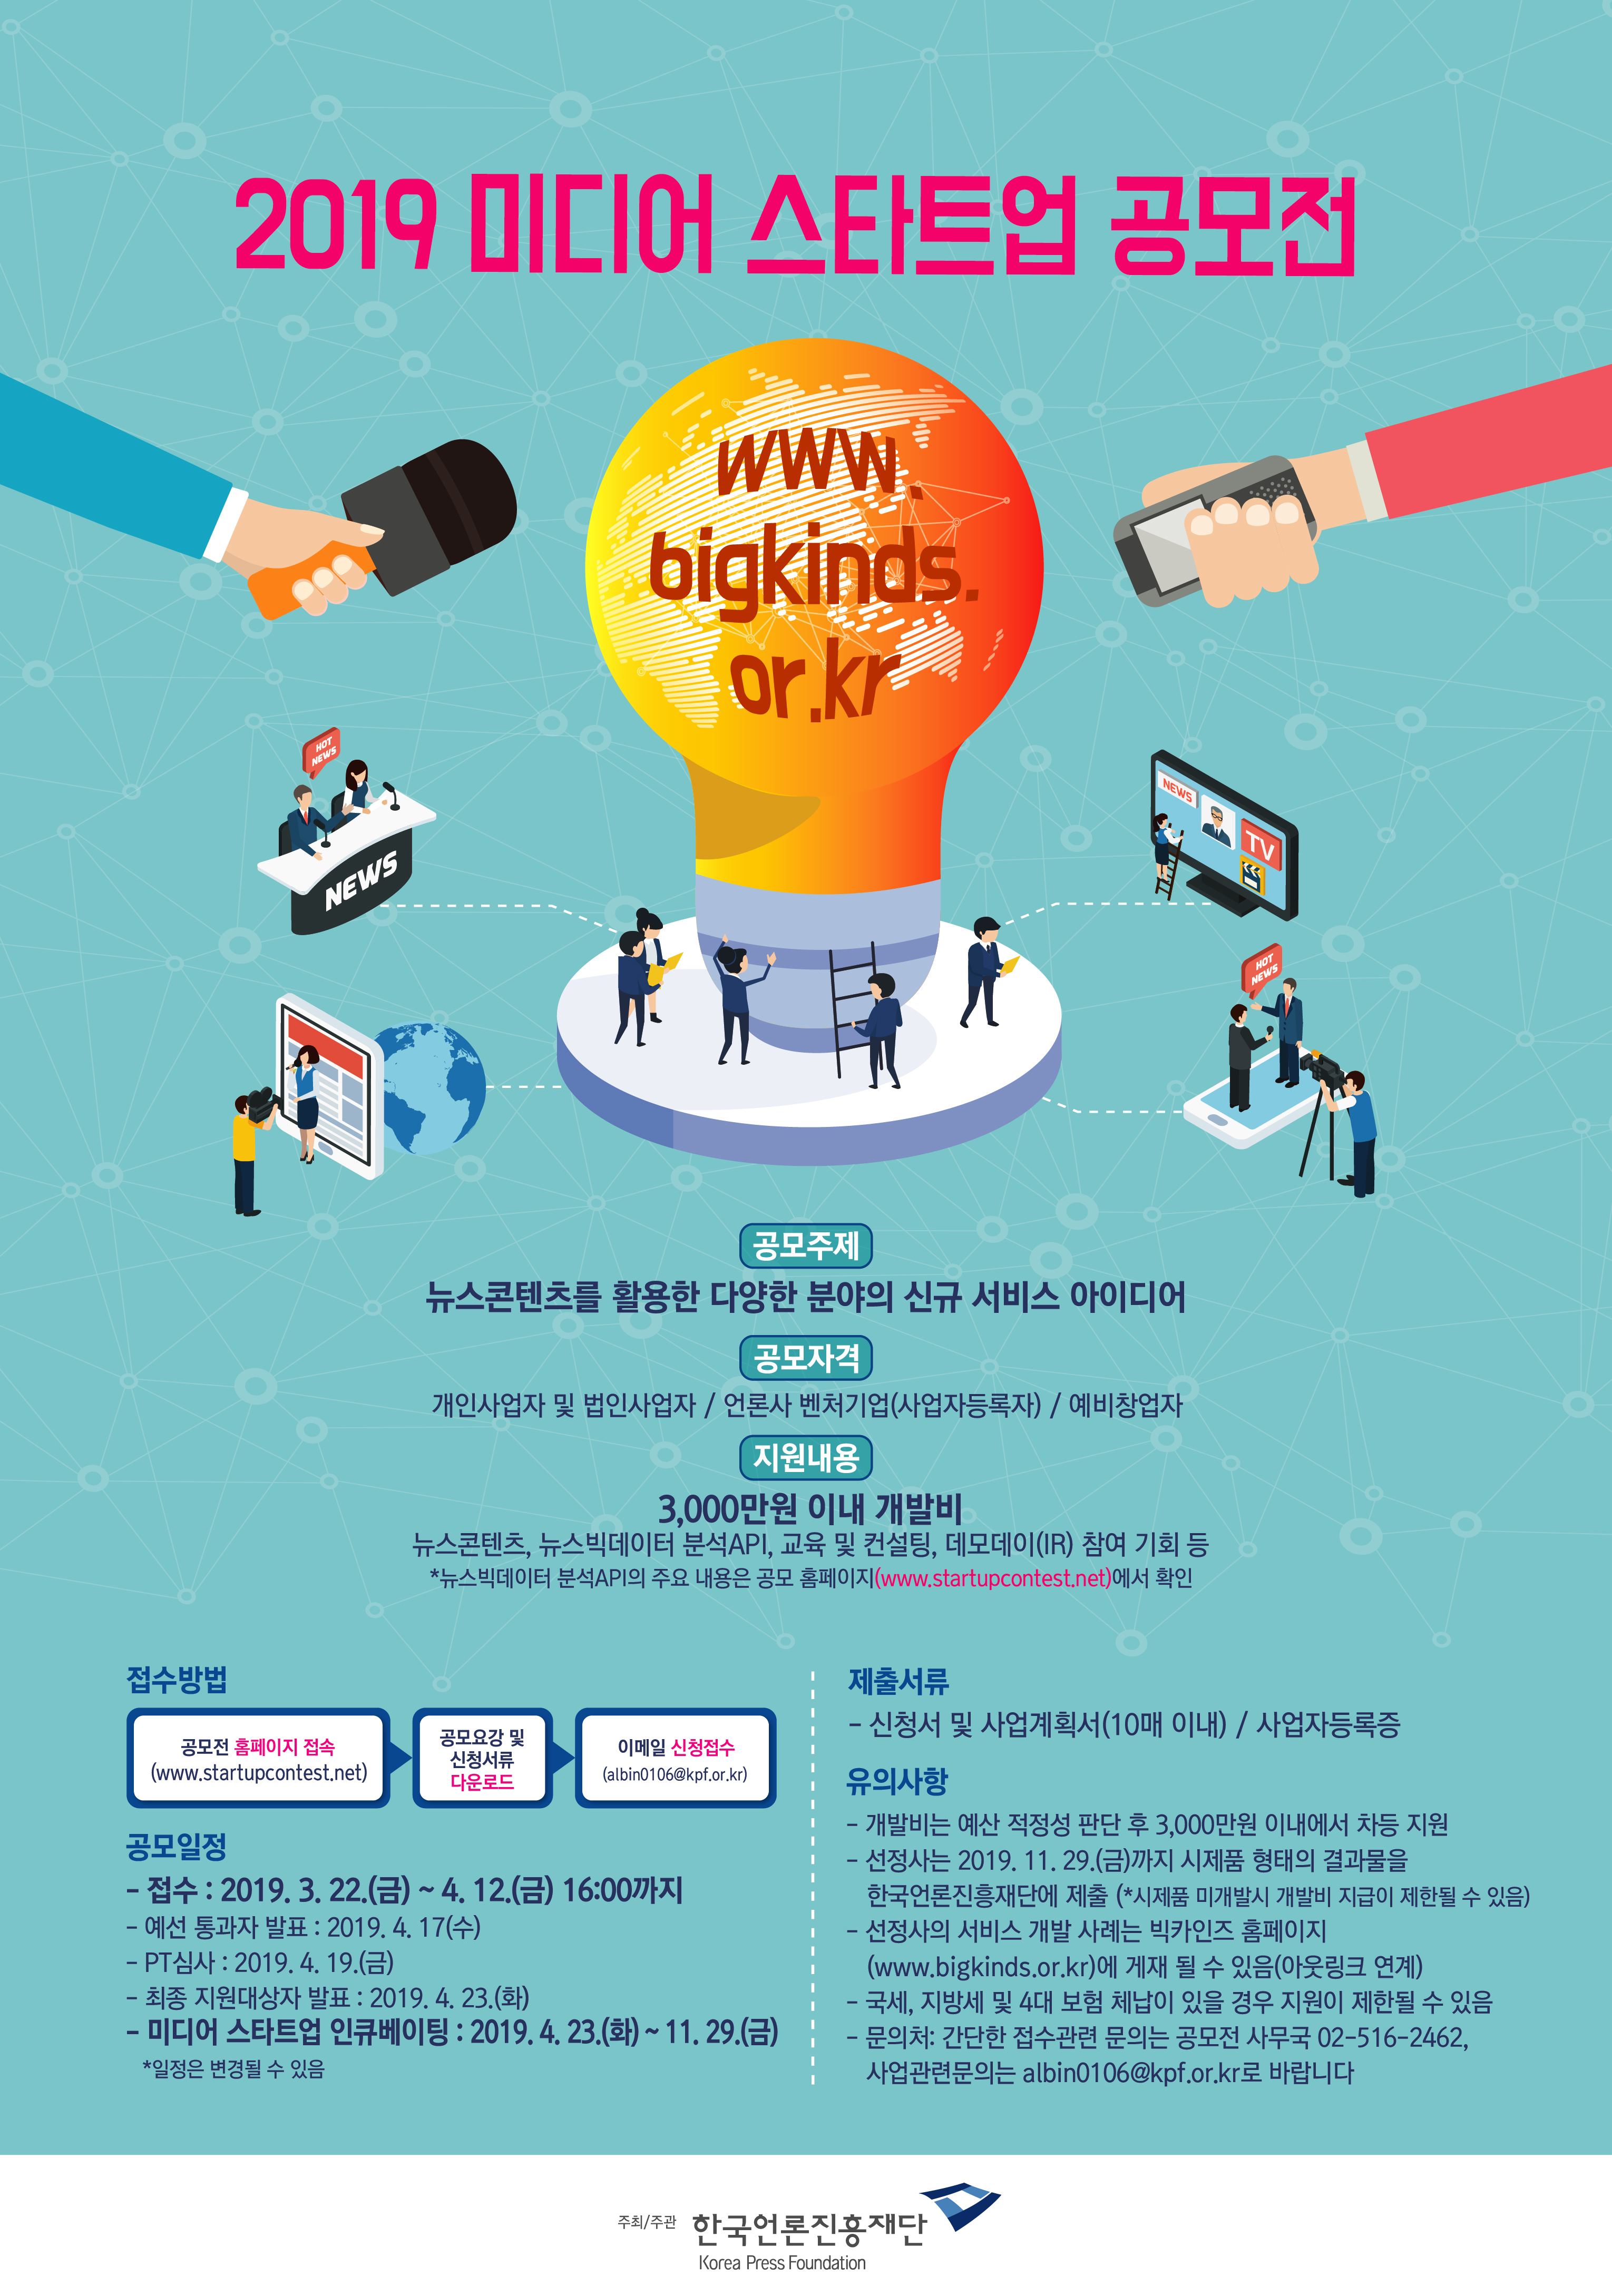 2019 미디어 스타트업 공모전
www.
bigkinds.
or.kr
HOT
NEWS
NEWS
NEWS
TV
HOT
NEWS
공모주제
뉴스콘텐츠를 활용한 다양한 분야의 신규 서비스 아이디어
공모자격
개인사업자 및 법인사업자 / 언론사 벤처기업(사업자등록자) / 예비창업자
지원내용
3,000만원 이내 개발비
뉴스콘텐츠, 뉴스빅데이터 분석API, 교육 및 컨설팅, 데모데이(IR) 참여 기회 등
*뉴스빅데이터 분석API의 주요 내용은 공모 홈페이지(www.startupcontest.net)에서 확인
접수방법
공모전 홈페이지 접속
(www.startupcontest.net)
공모요강 및
신청서류
다운로드
이메일 신청접수
(albin0106@kpf.or.kr)
공모일정
- 접수 : 2019. 3. 22.(금) ~ 4. 12.(금) 16:00까지
- 예선 통과자 발표 : 2019. 4. 17(수)
- PT심사 : 2019. 4. 19.(금)
- 최종 지원대상자 발표 : 2019. 4. 23.(화)
- 미디어 스타트업 인큐베이팅 : 2019. 4. 23.(화) ~ 11. 29.(금)
*일정은 변경될 수 있음
제출서류
- 신청서 및 사업계획서(10매 이내) / 사업자등록증
유의사항
- 개발비는 예산 적정성 판단 후 3,000만원 이내에서 차등 지원
- 선정사는 2019. 11. 29.(금)까지 시제품 형태의 결과물을
한국언론진흥재단에 제출 (*시제품 미개발시 개발비 지급이 제한될 수 있음)
- 선정사의 서비스 개발 사례는 빅카인즈 홈페이지
(www.bigkinds.or.kr)에 게재 될 수 있음(아웃링크 연계)
- 국세, 지방세 및 4대 보험 체납이 있을 경우 지원이 제한될 수 있음
- 문의처: 간단한 접수관련 문의는 공모전 사무국 02-516-2462,
사업관련문의는 albin0106@kpf.or.kr로 바랍니다
주최/주관 한국언론진흥재단
Korea Press Foundation